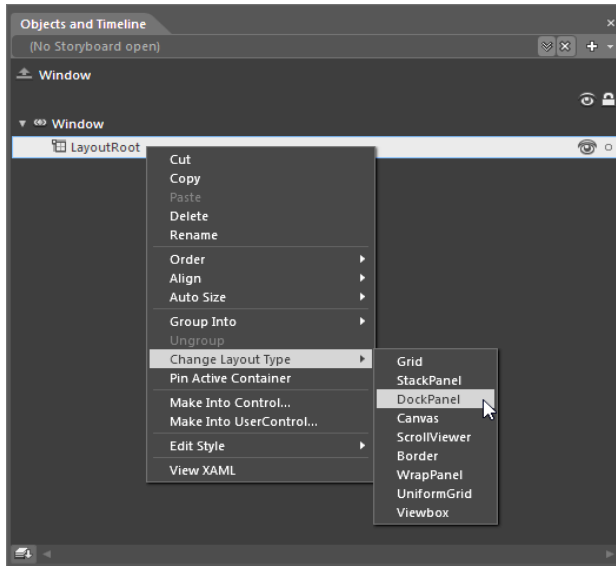 Objects and Timeline
(No Storyboard open)
Window
Window
LayoutRoot
Cut
Copy
Paste
Delete
Rename
Order
Align
Auto Size
Group Into
Ungroup
Change Layout Type
Pin Active Container
Make Into Control...
Make Into UserControl...
Edit Style
View XAML
Grid
StackPanel
DockPanel
Canvas
ScrollViewer
Border
WrapPanel
UniformGrid
Viewbox